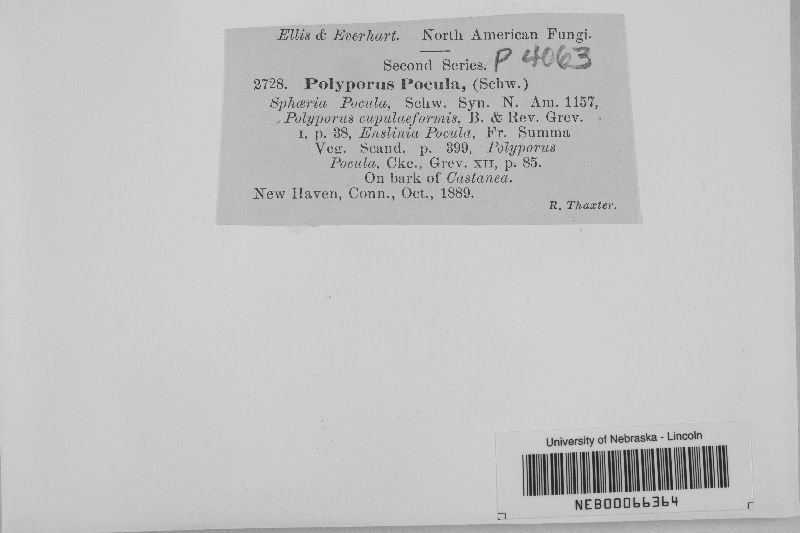 Ellis & Everhart. North American Fungi.
Second Series. P 4063
2728. Polyporus Pocula, (Schw.)
Sphæria Pocula, Schw. Syn. N. Am. 1157,
Polyporus cupulaeformis, B. & Rev. Grev.
I, p. 38, Enslinia Pocula, Fr. Summa
Veg. Scand. p. 399, Polyporus
Pocula, Cke., Grev. XII, p. 85.
On bark of Castanea.
New Haven, Conn., Oct., 1889.
R. Thaxter.
University of Nebraska - Lincoln
NEB00066364